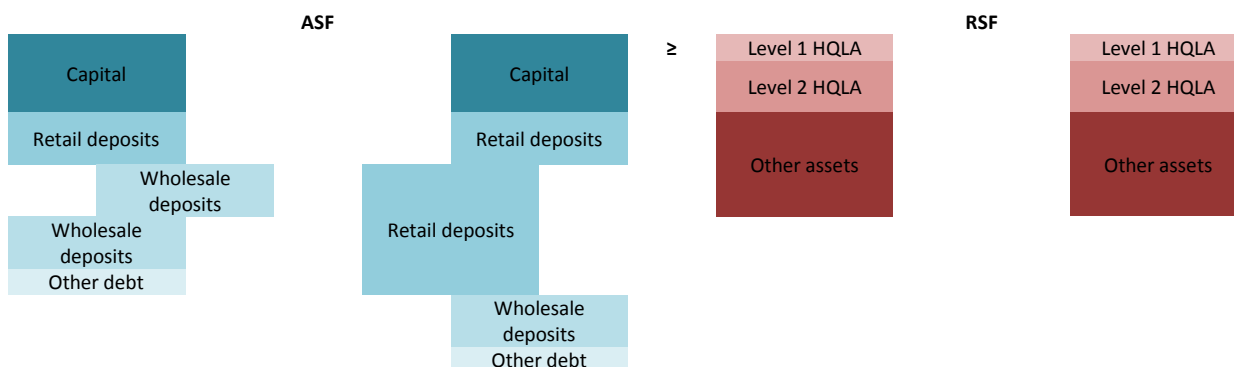 ASF
≥
RSF
Capital
Retail deposits
Wholesale
deposits
Wholesale
deposits
Other debt
Capital
Retail deposits
Retail deposits
Wholesale
deposits
Other debt
Level 1 HQLA
Level 2 HQLA
Other assets
Level 1 HQLA
Level 2 HQLA
Other assets